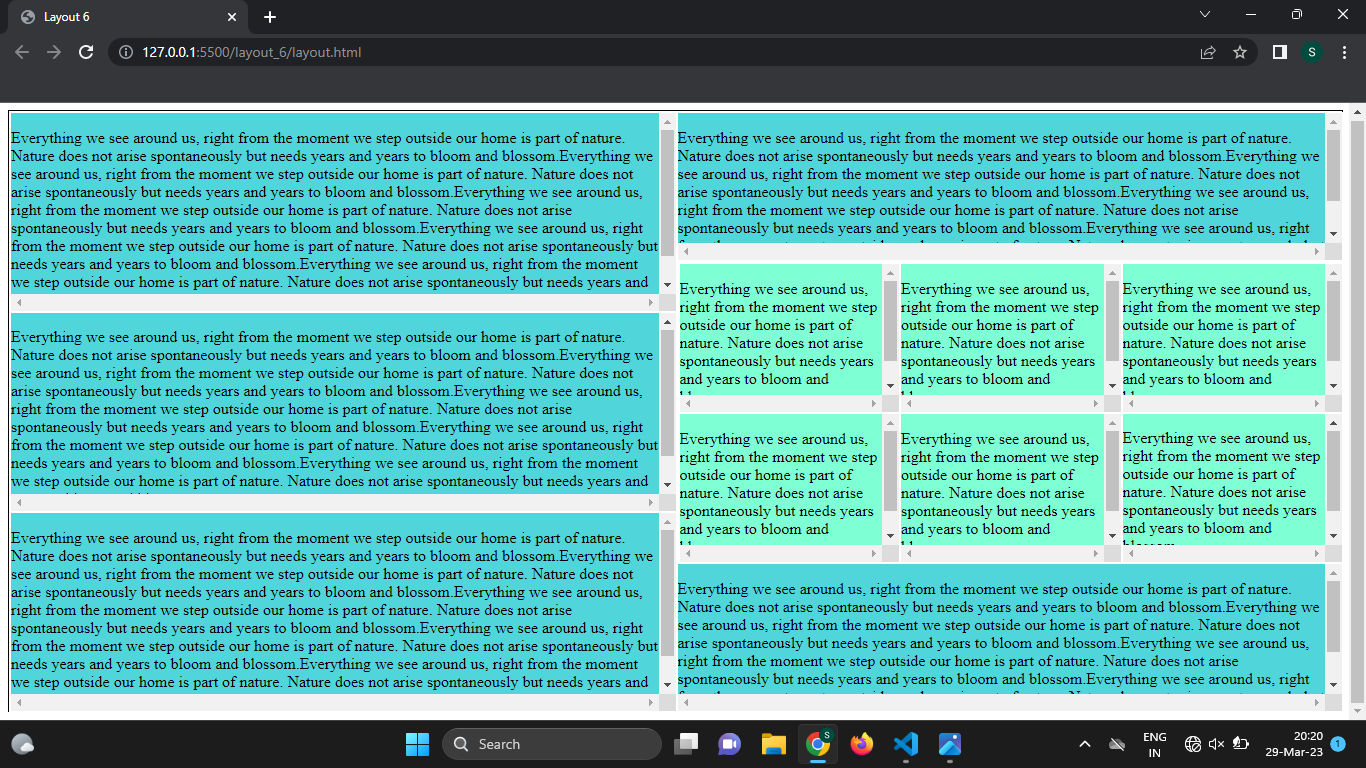 Layout 6
127.0.0.1:5500/layout_6/layout.html
S
Everything we see around us, right from the moment we step outside our home is part of nature.
Nature does not arise spontaneously but needs years and years to bloom and blossom.Everything we
see around us, right from the moment we step outside our home is part of nature. Nature does not
arise spontaneously but needs years and years to bloom and blossom.Everything we see around us,
right from the moment we step outside our home is part of nature. Nature does not arise
spontaneously but needs years and years to bloom and blossom.Everything we see around us, right
from the moment we step outside our home is part of nature. Nature does not arise spontaneously but
needs years and years to bloom and blossom.Everything we see around us, right from the moment
we step outside our home is part of nature. Nature does not arise spontaneously but needs years and
Everything we see around us, right from the moment we step outside our home is part of nature.
Nature does not arise spontaneously but needs years and years to bloom and blossom.Everything we
see around us, right from the moment we step outside our home is part of nature. Nature does not
arise spontaneously but needs years and years to bloom and blossom.Everything we see around us,
right from the moment we step outside our home is part of nature. Nature does not arise
spontaneously but needs years and years to bloom and blossom.Everything we see around us, right
from the moment we step outside our home is part of nature. Nature does not arise spontaneously but
needs years and years to bloom and blossom.Everything we see around us, right from the moment
we step outside our home is part of nature. Nature does not arise spontaneously but needs years and
Everything we see around us, right from the moment we step outside our home is part of nature.
Nature does not arise spontaneously but needs years and years to bloom and blossom.Everything we
see around us, right from the moment we step outside our home is part of nature. Nature does not
arise spontaneously but needs years and years to bloom and blossom.Everything we see around us,
right from the moment we step outside our home is part of nature. Nature does not arise
spontaneously but needs years and years to bloom and blossom.Everything we see around us, right
from the moment we step outside our home is part of nature. Nature does not arise spontaneously but
needs years and years to bloom and blossom.Everything we see around us, right from the moment
we step outside our home is part of nature. Nature does not arise spontaneously but needs years and
Everything we see around us, right from the moment we step outside our home is part of nature.
Nature does not arise spontaneously but needs years and years to bloom and blossom.Everything we
see around us, right from the moment we step outside our home is part of nature. Nature does not
arise spontaneously but needs years and years to bloom and blossom.Everything we see around us,
right from the moment we step outside our home is part of nature. Nature does not arise
spontaneously but needs years and years to bloom and blossom.Everything we see around us, right
Everything we see around us,
right from the moment we step
outside our home is part of
nature. Nature does not arise
spontaneously but needs years
and years to bloom and
Everything we see around us,
right from the moment we step
outside our home is part of
nature. Nature does not arise
spontaneously but needs years
and years to bloom and
Everything we see around us,
right from the moment we step
outside our home is part of
nature. Nature does not arise
spontaneously but needs years
and years to bloom and
Everything we see around us,
right from the moment we step
outside our home is part of
nature. Nature does not arise
spontaneously but needs years
and years to bloom and
Everything we see around us,
right from the moment we step
outside our home is part of
nature. Nature does not arise
spontaneously but needs years
and years to bloom and
Everything we see around us,
right from the moment we step
outside our home is part of
nature. Nature does not arise
spontaneously but needs years
and years to bloom and
Everything we see around us, right from the moment we step outside our home is part of nature.
Nature does not arise spontaneously but needs years and years to bloom and blossom.Everything we
see around us, right from the moment we step outside our home is part of nature. Nature does not
arise spontaneously but needs years and years to bloom and blossom.Everything we see around us,
right from the moment we step outside our home is part of nature. Nature does not arise
spontaneously but needs years and years to bloom and blossom.Everything we see around us, right
Search
S
ENG
IN
20:20
29-Mar-23
1